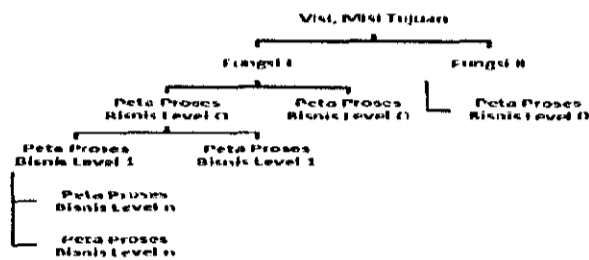 Visi, Misi Tujuan
Fungsi I
Fungsi II
Peta Proses
Bisnis Level 0
Peta Proses
Bisnis Level 0
Peta Proses
Bisnis Level 0
Peta Proses
Bisnis Level 1
Peta Proses
Bisnis Level 1
Peta Proses
Bisnis Level n
Peta Proses
Bisnis Level n